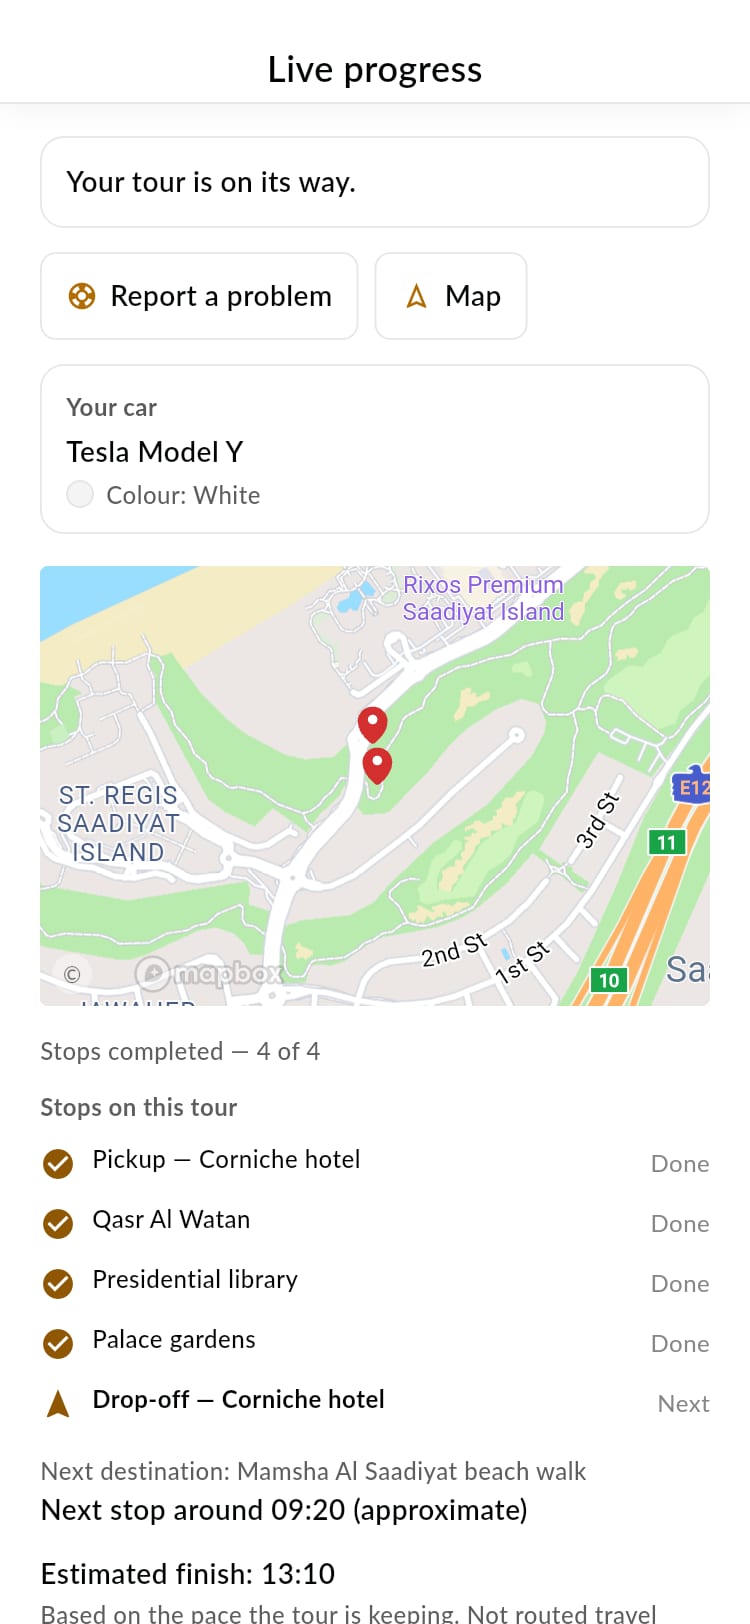 Live progress
Your tour is on its way.
Report a problem
Map
Your car
Tesla Model Y
Colour: White
Rixos Premium
Saadiyat Island
ST. REGIS
SAADIYAT
ISLAND
3rd St
E12
11
2nd St
1st St
10
Sa
©
mapbox
Stops completed — 4 of 4
Stops on this tour
Pickup — Corniche hotel
Done
Qasr Al Watan
Done
Presidential library
Done
Palace gardens
Done
Drop-off — Corniche hotel
Next
Next destination: Mamsha Al Saadiyat beach walk
Next stop around 09:20 (approximate)
Estimated finish: 13:10
Based on the pace the tour is keeping. Not routed travel